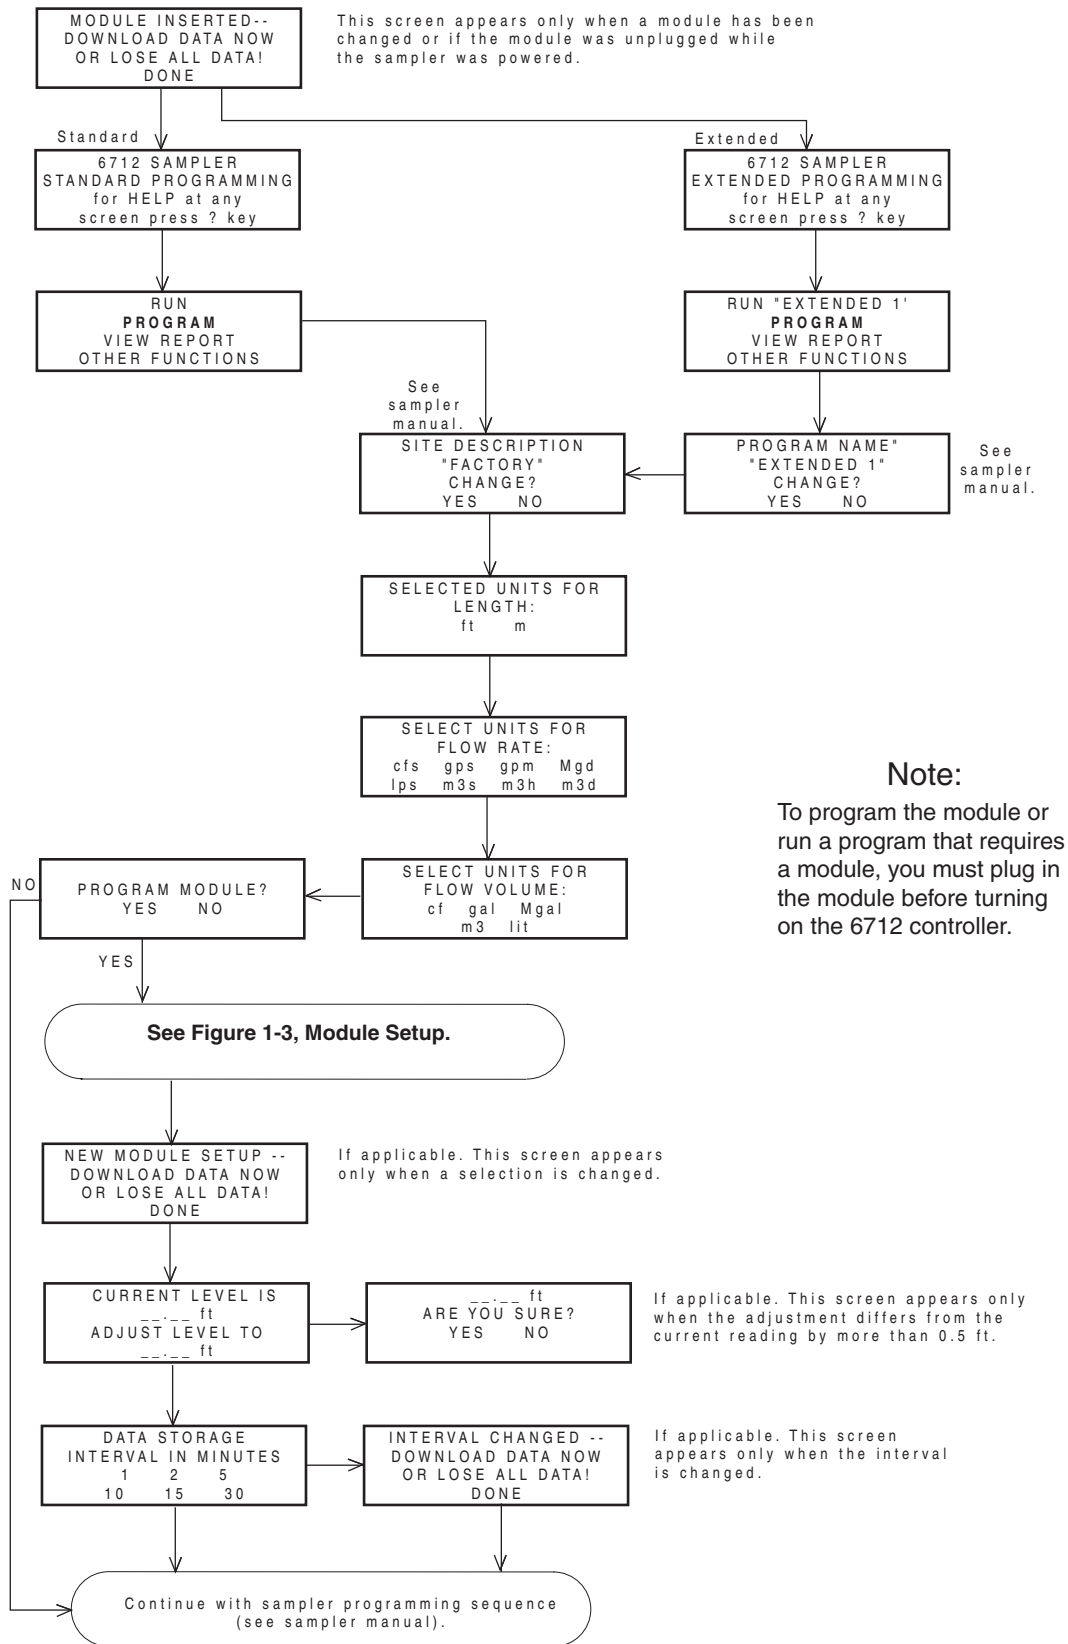 MODULE INSERTED--
DOWNLOAD DATA NOW
OR LOSE ALL DATA!
DONE
This screen appears only when a module has been
changed or if the module was unplugged while
the sampler was powered.
Standard
6712 SAMPLER
STANDARD PROGRAMMING
for HELP at any
screen press ? key
Extended
6712 SAMPLER
EXTENDED PROGRAMMING
for HELP at any
screen press ? key
RUN
PROGRAM
VIEW REPORT
OTHER FUNCTIONS
RUN "EXTENDED 1'
PROGRAM
VIEW REPORT
OTHER FUNCTIONS
See
sampler
manual.
SITE DESCRIPTION
"FACTORY"
CHANGE?
YES NO
PROGRAM NAME"
"EXTENDED 1"
CHANGE?
YES NO
See
sampler
manual.
SELECTED UNITS FOR
LENGTH:
ft m
SELECT UNITS FOR
FLOW RATE:
cfs gps gpm Mgd
lps m3s m3h m3d
Note:
To program the module or
run a program that requires
a module, you must plug in
the module before turning
on the 6712 controller.
SELECT UNITS FOR
FLOW VOLUME:
cf gal Mgal
m3 lit
NO
PROGRAM MODULE?
YES NO
YES
See Figure 1-3, Module Setup.
NEW MODULE SETUP --
DOWNLOAD DATA NOW
OR LOSE ALL DATA!
DONE
If applicable. This screen appears
only when a selection is changed.
CURRENT LEVEL IS
__.__ ft
ADJUST LEVEL TO
__.__ ft
__.__ ft
ARE YOU SURE?
YES NO
If applicable. This screen appears only
when the adjustment differs from the
current reading by more than 0.5 ft.
DATA STORAGE
INTERVAL IN MINUTES
1 2 5
10 15 30
INTERVAL CHANGED --
DOWNLOAD DATA NOW
OR LOSE ALL DATA!
DONE
If applicable. This screen
appears only when the interval
is changed.
Continue with sampler programming sequence
(see sampler manual).